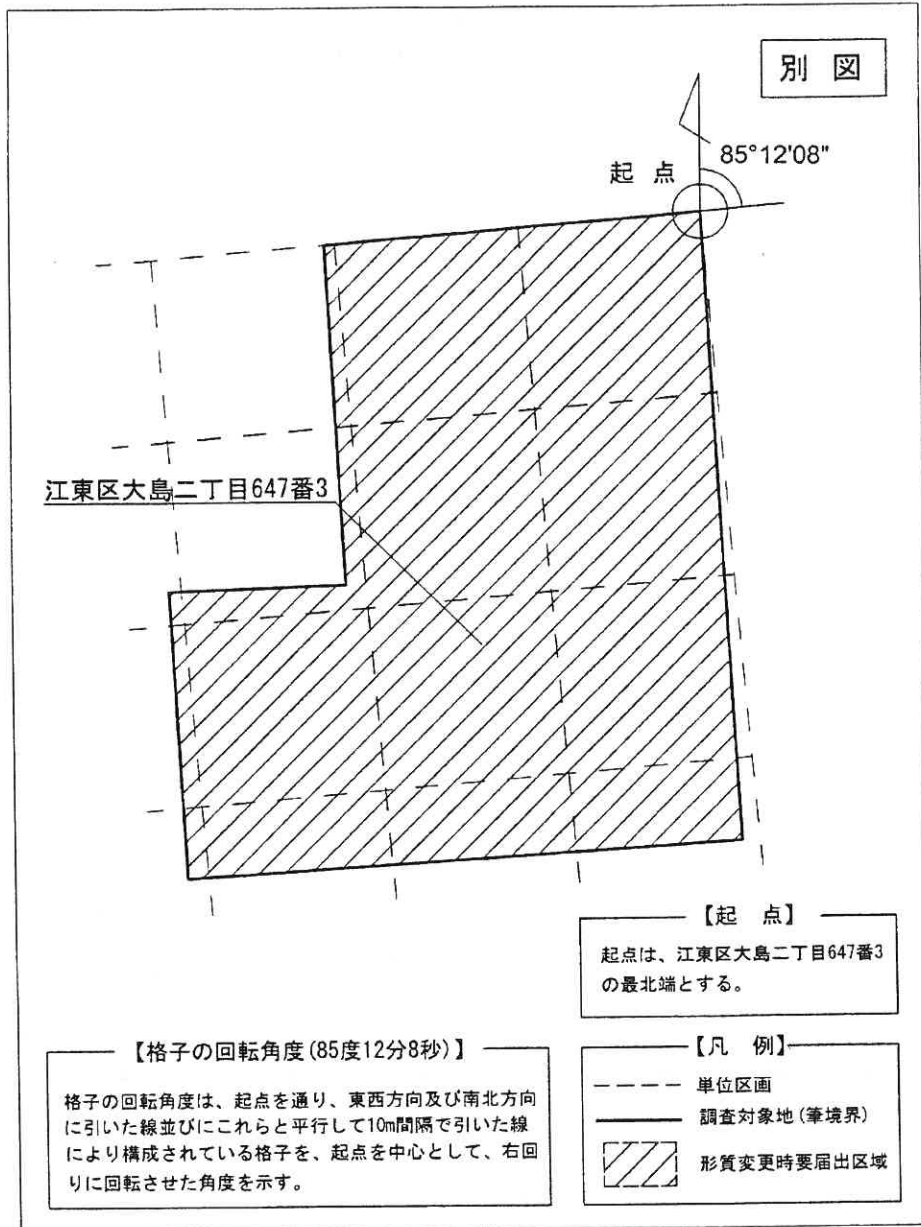 別 図
85°12'08"
起 点
江東区大島二丁目647番3
【起 点】
起点は、江東区大島二丁目647番3
の最北端とする。
【格子の回転角度(85度12分8秒)】
格子の回転角度は、起点を通り、東西方向及び南北方向
に引いた線並びにこれらと平行して10m間隔で引いた線
により構成されている格子を、起点を中心として、右回
りに回転させた角度を示す。
【凡 例】
単位区画
調査対象地(筆境界)
形質変更時要届出区域